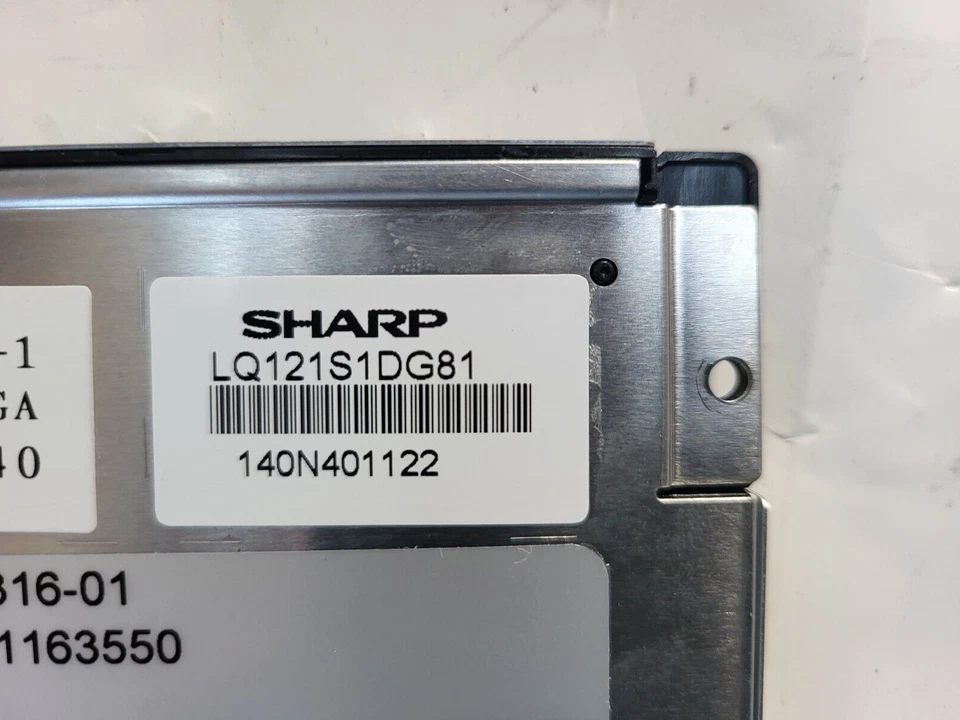 SHARP
LQ121S1DG81
140N401122
-1
GA
40
316-01
1163550